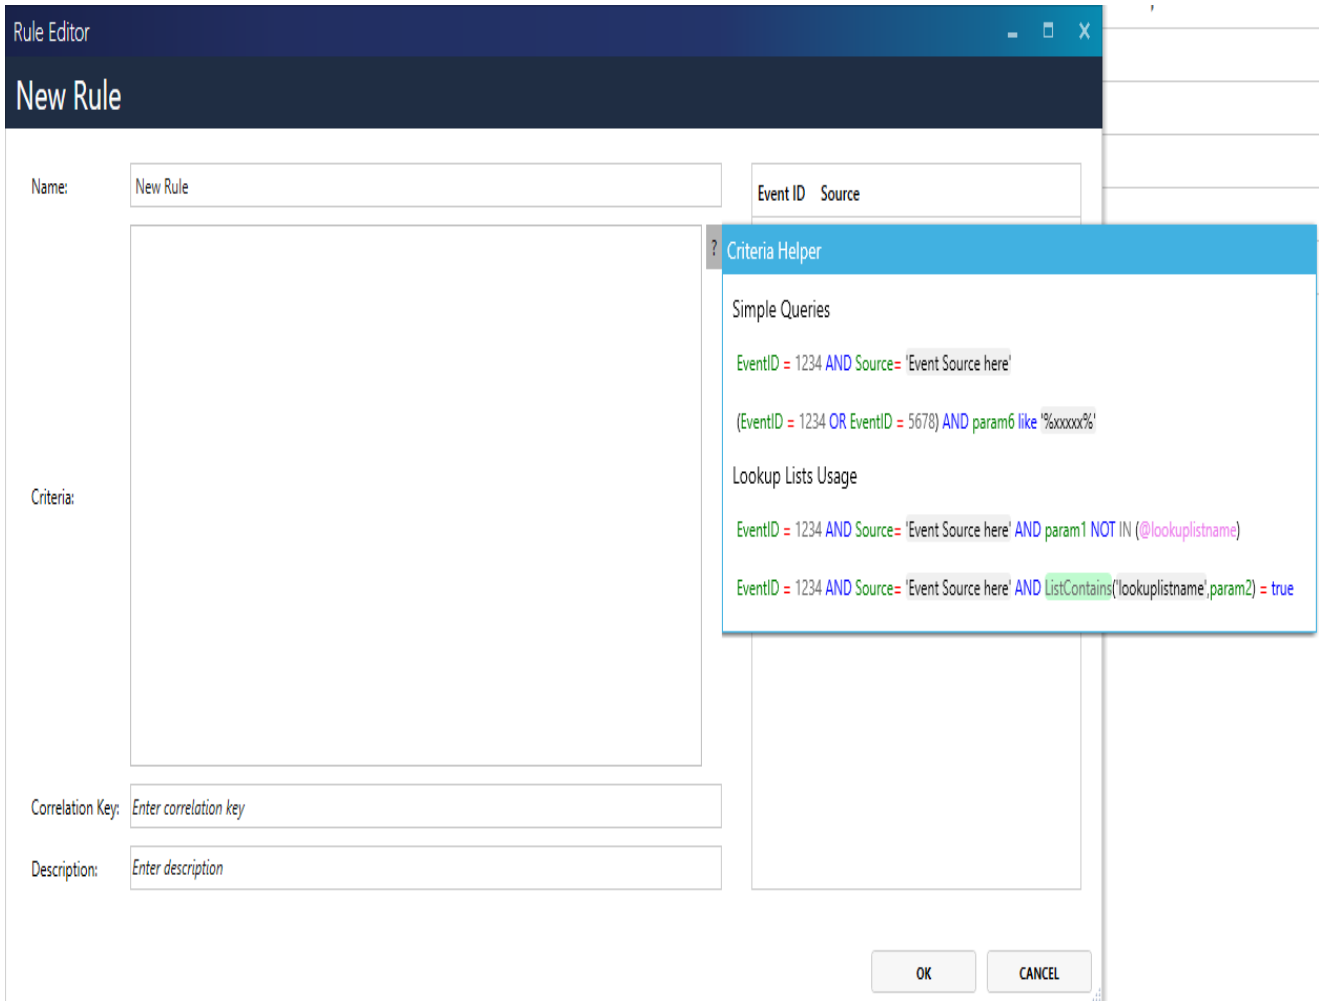 Rule Editor
New Rule
Name:
New Rule
Event ID Source
?
Criteria Helper
Simple Queries
EventID = 1234 AND Source= 'Event Source here'
(EventID = 1234 OR EventID = 5678) AND param6 like '%xxxxx%'
Lookup Lists Usage
Criteria:
EventID = 1234 AND Source= 'Event Source here' AND param1 NOT IN (@lookuplistname)
EventID = 1234 AND Source= 'Event Source here' AND ListContains('lookuplistname',param2) = true
Correlation Key:
Enter correlation key
Description:
Enter description
OK
CANCEL